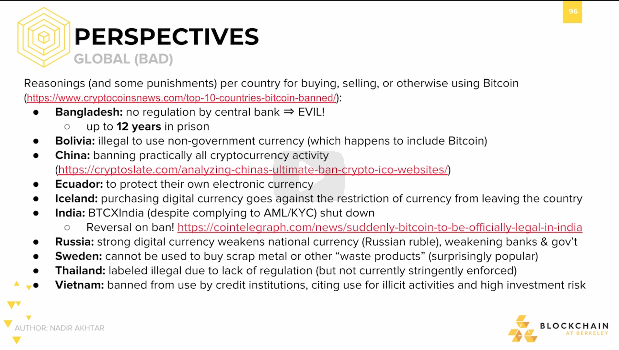 96
PERSPECTIVES
GLOBAL (BAD)
Reasonings (and some punishments) per country for buying, selling, or otherwise using Bitcoin
(https://www.cryptocoinsnews.com/top-10-countries-bitcoin-banned/):
● Bangladesh: no regulation by central bank ⇒ EVIL!
○ up to 12 years in prison
● Bolivia: illegal to use non-government currency (which happens to include Bitcoin)
● China: banning practically all cryptocurrency activity
(https://cryptoslate.com/analyzing-chinas-ultimate-ban-crypto-ico-websites/)
● Ecuador: to protect their own electronic currency
● Iceland: purchasing digital currency goes against the restriction of currency from leaving the country
● India: BTCXIndia (despite complying to AML/KYC) shut down
○ Reversal on ban! https://cointelegraph.com/news/suddenly-bitcoin-to-be-officially-legal-in-india
● Russia: strong digital currency weakens national currency (Russian ruble), weakening banks & gov't
● Sweden: cannot be used to buy scrap metal or other “waste products” (surprisingly popular)
● Thailand: labeled illegal due to lack of regulation (but not currently stringently enforced)
● Vietnam: banned from use by credit institutions, citing use for illicit activities and high investment risk
AUTHOR: NADIR AKHTAR
BLOCKCHAIN
AT BERKELEY